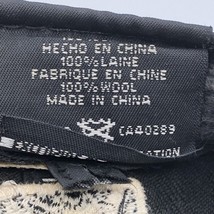 HECHO EN CHINA
100% LAINE
FABRIQUE EN CHINE
100% WOOL
MADE IN CHINA
CA40289